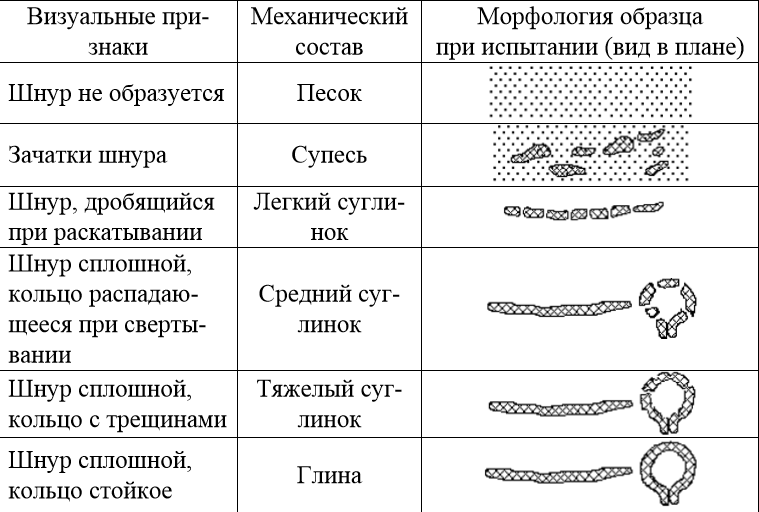 Визуальные при-
знаки
Механический
состав
Морфология образца
при испытании (вид в плане)
Шнур не образуется
Песок
Зачатки шнура
Супесь
Шнур, дробящийся
при раскатывании
Легкий сугли-
нок
Шнур сплошной,
кольцо распадаю-
щееся при сверты-
вании
Средний суг-
линок
Шнур сплошной,
кольцо с трещинами
Тяжелый суг-
линок
Шнур сплошной,
кольцо стойкое
Глина